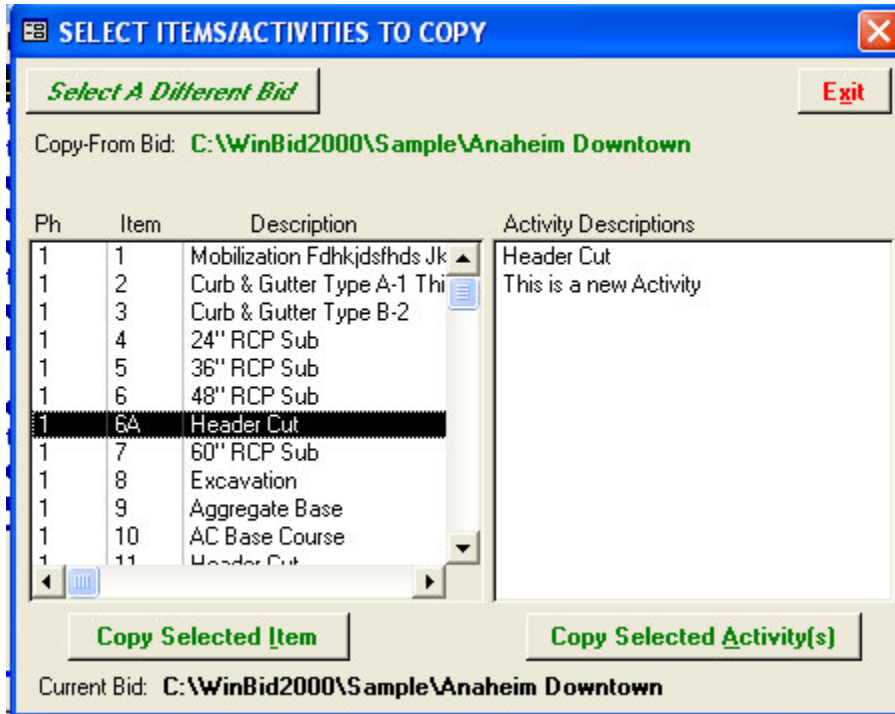 SELECT ITEMS/ACTIVITIES TO COPY
Select A Different Bid Exit
Copy-From Bid: C:\WinBid2000\Sample\Anaheim Downtown
Ph Item Description Activity Descriptions
1 1 Mobilization Fdhkjdsfhds Jk Header Cut
1 2 Curb & Gutter Type A-1 Thi This is a new Activity
1 3 Curb & Gutter Type B-2
1 4 24" RCP Sub
1 5 36" RCP Sub
1 6 48" RCP Sub
1 6A Header Cut
1 7 60" RCP Sub
1 8 Excavation
1 9 Aggregate Base
1 10 AC Base Course
1 11 Header Cut
Copy Selected Item Copy Selected Activity(s)
Current Bid: C:\WinBid2000\Sample\Anaheim Downtown